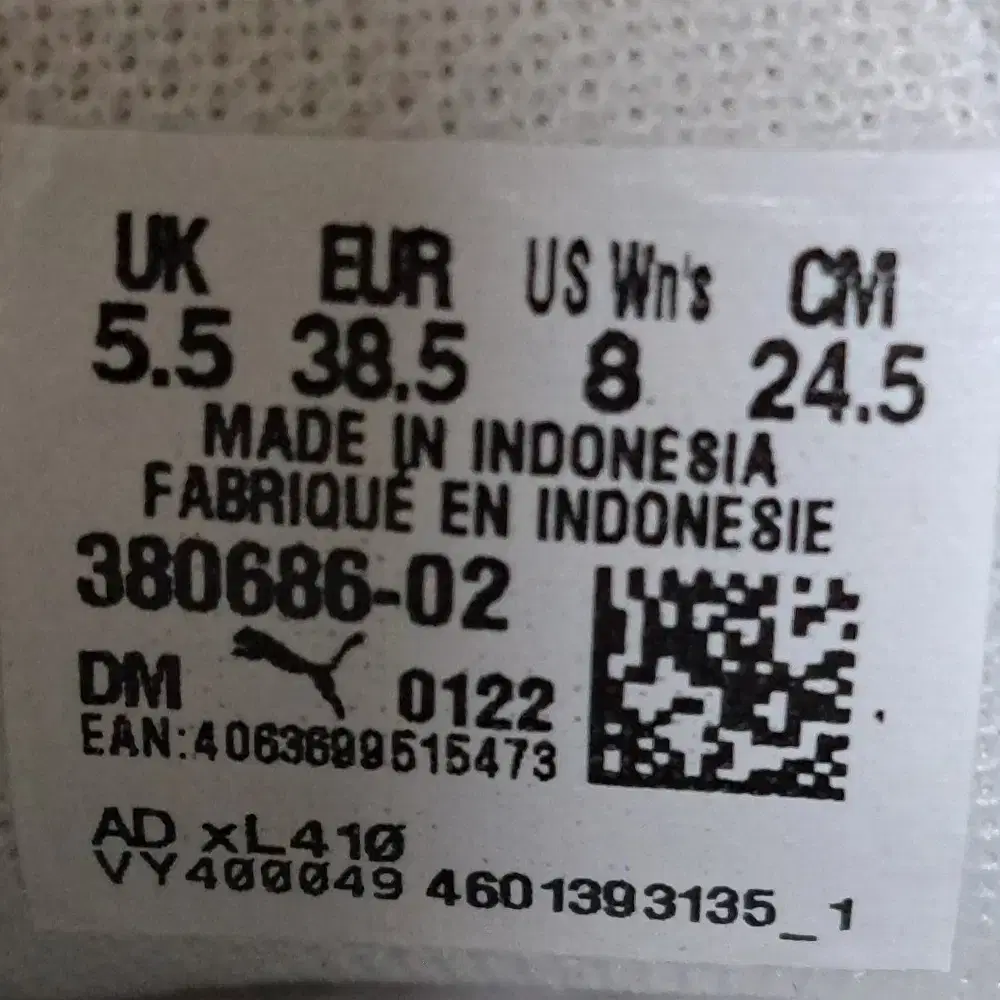 UK EUR US Wn's CM
5.5 38.5 8 24.5
MADE IN INDONESIA
FABRIQUÉ EN INDONESIE
380686-02
DM 0122
EAN:4063699515473
AD xL410
VY400049 4601393135_1